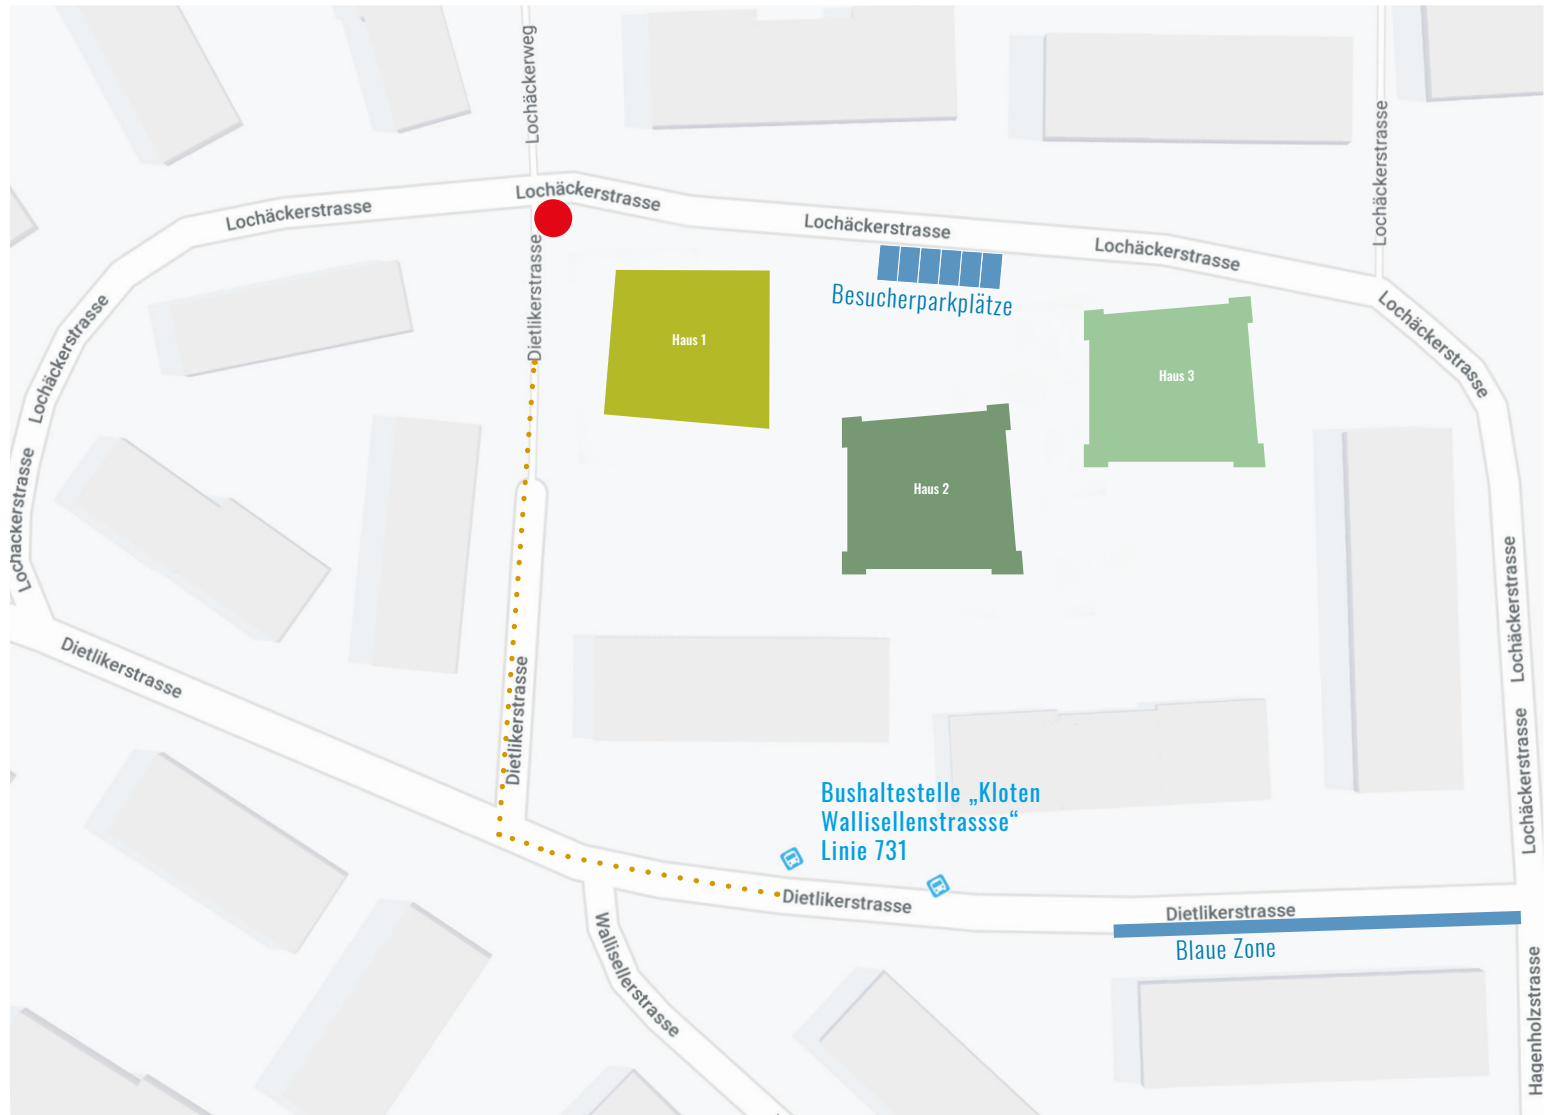 Lochäckerweg
Lochäckerstrasse
Lochäckerstrasse
Lochäckerstrasse
Lochäckerstrasse
Lochäckerstrasse
Besucherparkplätze
Dietlikerstrasse
Lochäckerstrasse
Lochäckerstrasse
Haus 1
Haus 3
Haus 2
Lochäckerstrasse
Lochäckerstrasse
Dietlikerstrasse
Dietlikerstrasse
Lochäckerstrasse
Bushaltestelle „Kloten
Wallisellenstrassse“
Linie 731
Dietlikerstrasse
Dietlikerstrasse
Blaue Zone
Wallisellerstrasse
Hagenholzstrasse